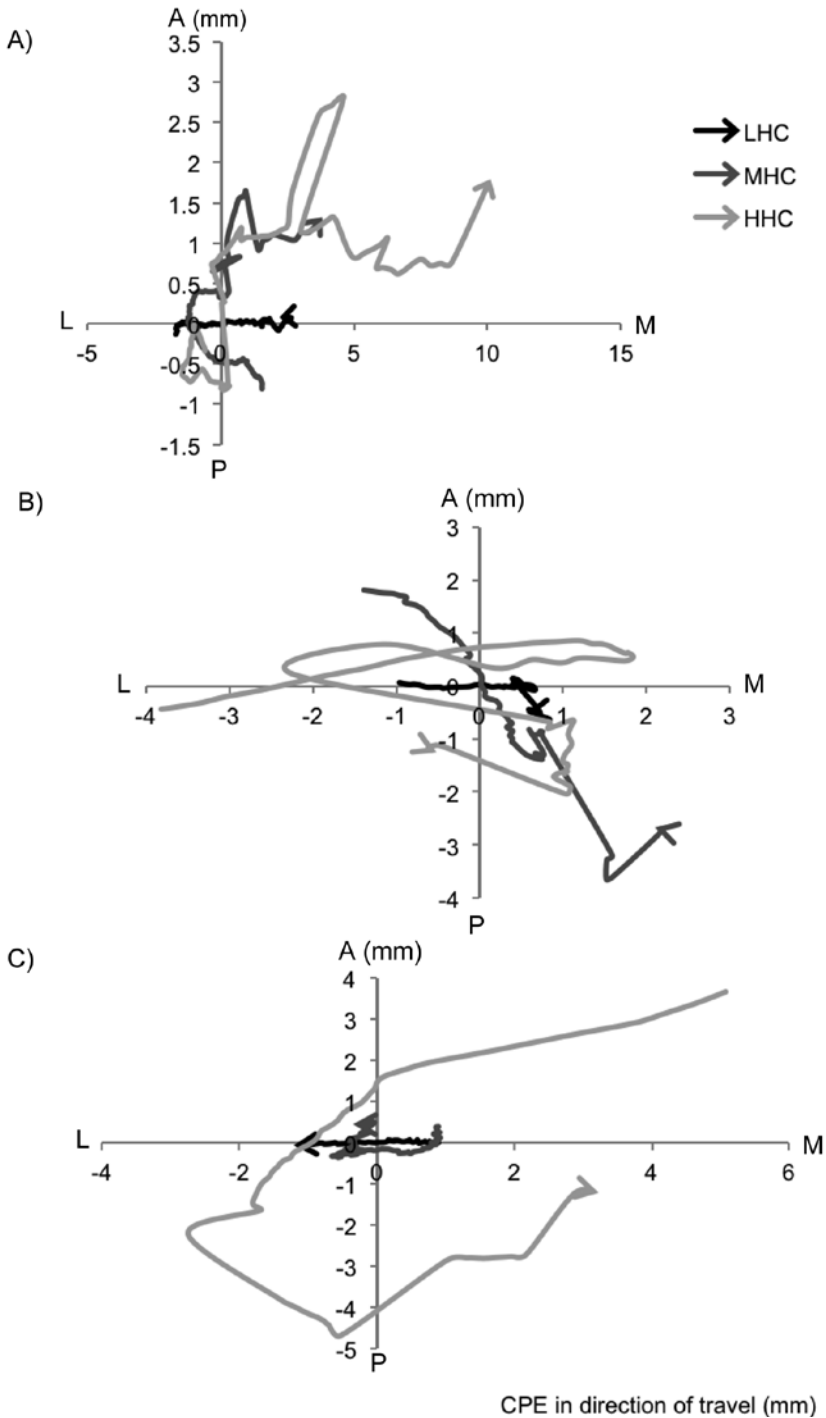 A)
A (mm)
3.5
3
2.5
2
1.5
1
0.5
0
-0.5
-1
-1.5
P
L
M
-5 0 5 10 15
LHC
MHC
HHC
B)
A (mm)
3
2
1
0
-1
-2
-3
-4
P
L
M
-4 -3 -2 -1 0 1 2 3
C)
A (mm)
4
3
2
1
0
-1
-2
-3
-4
-5
P
L
M
-4 -2 0 2 4 6
CPE in direction of travel (mm)